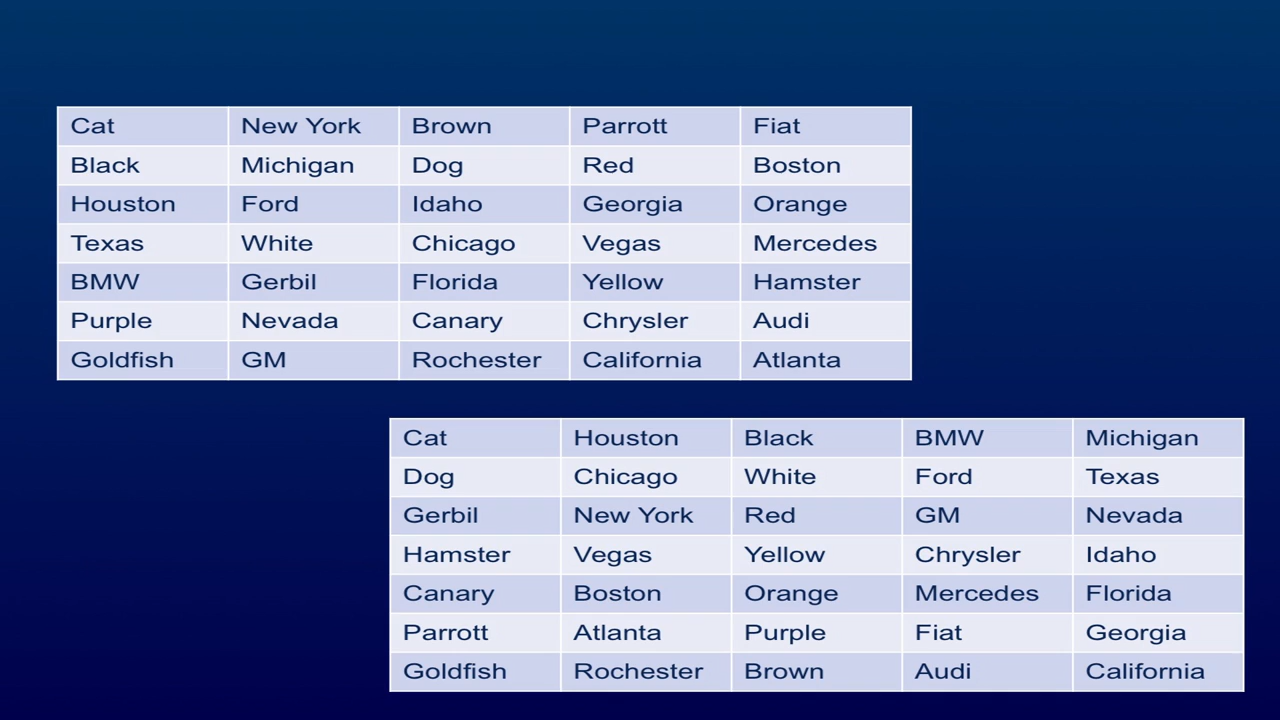 Cat New York Brown Parrott Fiat
Black Michigan Dog Red Boston
Houston Ford Idaho Georgia Orange
Texas White Chicago Vegas Mercedes
BMW Gerbil Florida Yellow Hamster
Purple Nevada Canary Chrysler Audi
Goldfish GM Rochester California Atlanta
Cat Houston Black BMW Michigan
Dog Chicago White Ford Texas
Gerbil New York Red GM Nevada
Hamster Vegas Yellow Chrysler Idaho
Canary Boston Orange Mercedes Florida
Parrott Atlanta Purple Fiat Georgia
Goldfish Rochester Brown Audi California